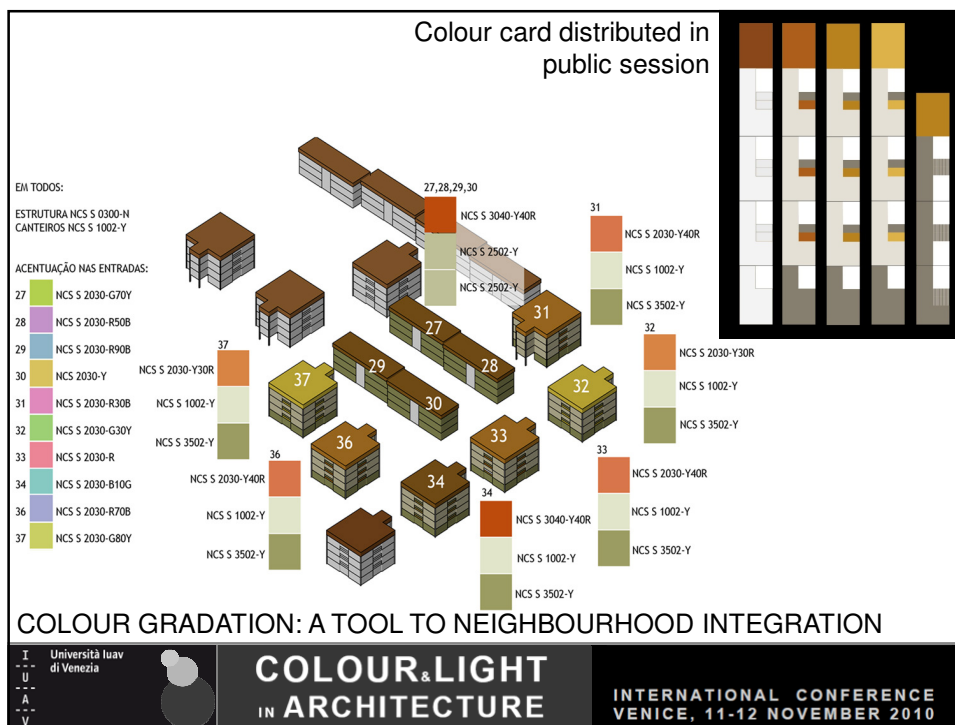 Colour card distributed in
public session
EM TODOS:
ESTRUTURA NCS S 0300-N
CANTEIROS NCS S 1002-Y
ACENTUAÇÃO NAS ENTRADAS:
27 NCS S 2030-G70Y
28 NCS S 2030-R50B
29 NCS S 2030-R90B
30 NCS 2030-Y
31 NCS S 2030-R30B
32 NCS S 2030-G30Y
33 NCS S 2030-R
34 NCS S 2030-B10G
36 NCS S 2030-R70B
37 NCS S 2030-G80Y
27,28,29,30
NCS S 3040-Y40R
NCS S 2502-Y
NCS S 2502-Y
31
NCS S 2030-Y40R
NCS S 1002-Y
NCS S 3502-Y
32
NCS S 2030-Y30R
NCS S 1002-Y
NCS S 3502-Y
37
NCS S 2030-Y30R
NCS S 1002-Y
NCS S 3502-Y
27
28
29
30
31
32
33
34
36
37
36
NCS S 2030-Y40R
NCS S 1002-Y
NCS S 3502-Y
34
NCS S 3040-Y40R
NCS S 1002-Y
NCS S 3502-Y
33
NCS S 2030-Y40R
NCS S 1002-Y
NCS S 3502-Y
COLOUR GRADATION: A TOOL TO NEIGHBOURHOOD INTEGRATION
I
---
U
---
A
---
V
Università Iuav
di Venezia
COLOUR&LIGHT
IN ARCHITECTURE
INTERNATIONAL CONFERENCE
VENICE, 11-12 NOVEMBER 2010